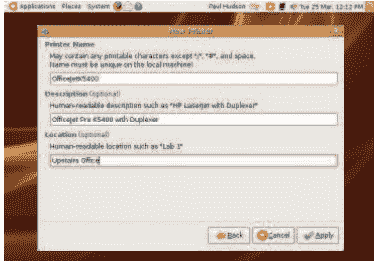 Applications Places System Paul Hudson Tue 25 Mar, 12:12 PM
New Printer
Printer Name
May contain any printable characters except "/", "#", and space.
Name must be unique on the local machine!
OfficeJetK5400
Description (optional)
Human-readable description such as "HP LaserJet with Duplexer"
OfficeJet Pro K5400 with Duplexer
Location (optional)
Human-readable location such as "Lab 1"
Upstairs Office
Back Cancel Apply